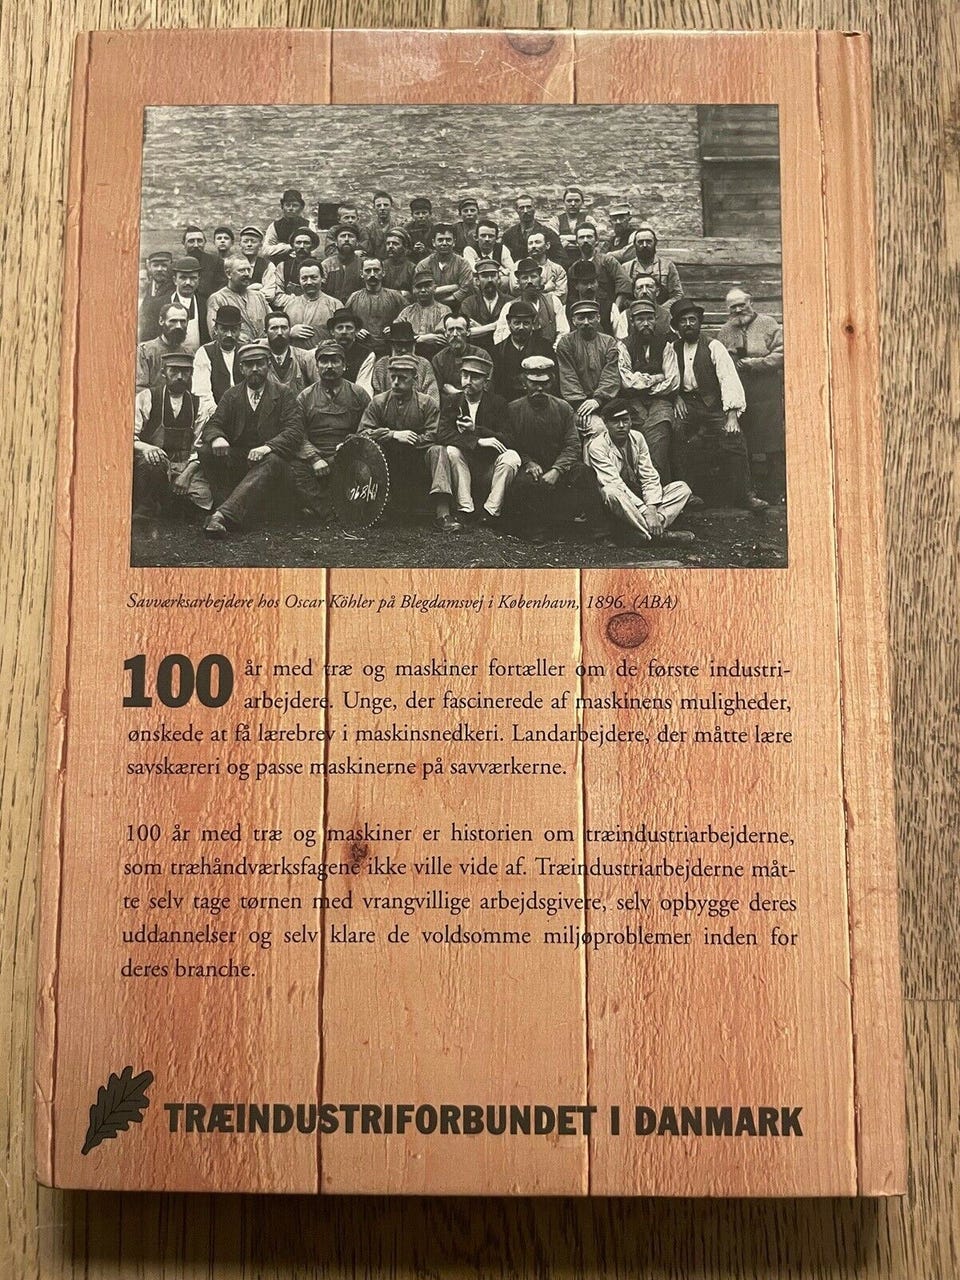 1896
Savværksarbejdere hos Oscar Köhler på Blegdamsvej i København, 1896. (ABA)
100 år med træ og maskiner fortæller om de første industri-
arbejdere. Unge, der fascinerede af maskinens muligheder,
ønskede at få lærebrev i maskinsnedkeri. Landarbejdere, der måtte lære
savskæreri og passe maskinerne på savværkerne.
100 år med træ og maskiner er historien om træindustriarbejderne,
som træhåndværksfagene ikke ville vide af. Træindustriarbejderne måt-
te selv tage tørnen med vrangvillige arbejdsgivere, selv opbygge deres
uddannelser og selv klare de voldsomme miljøproblemer inden for
deres branche.
TRÆINDUSTRIFORBUNDET I DANMARK